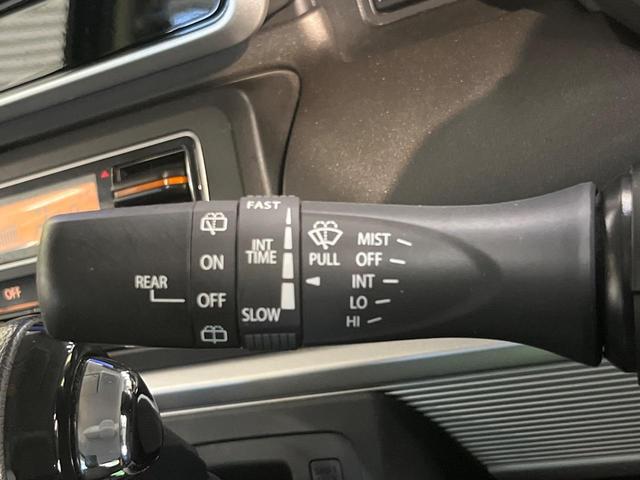 FAST
INT
TIME
SLOW
ON
REAR
OFF
PULL
MIST
OFF
INT
LO
HI
OFF